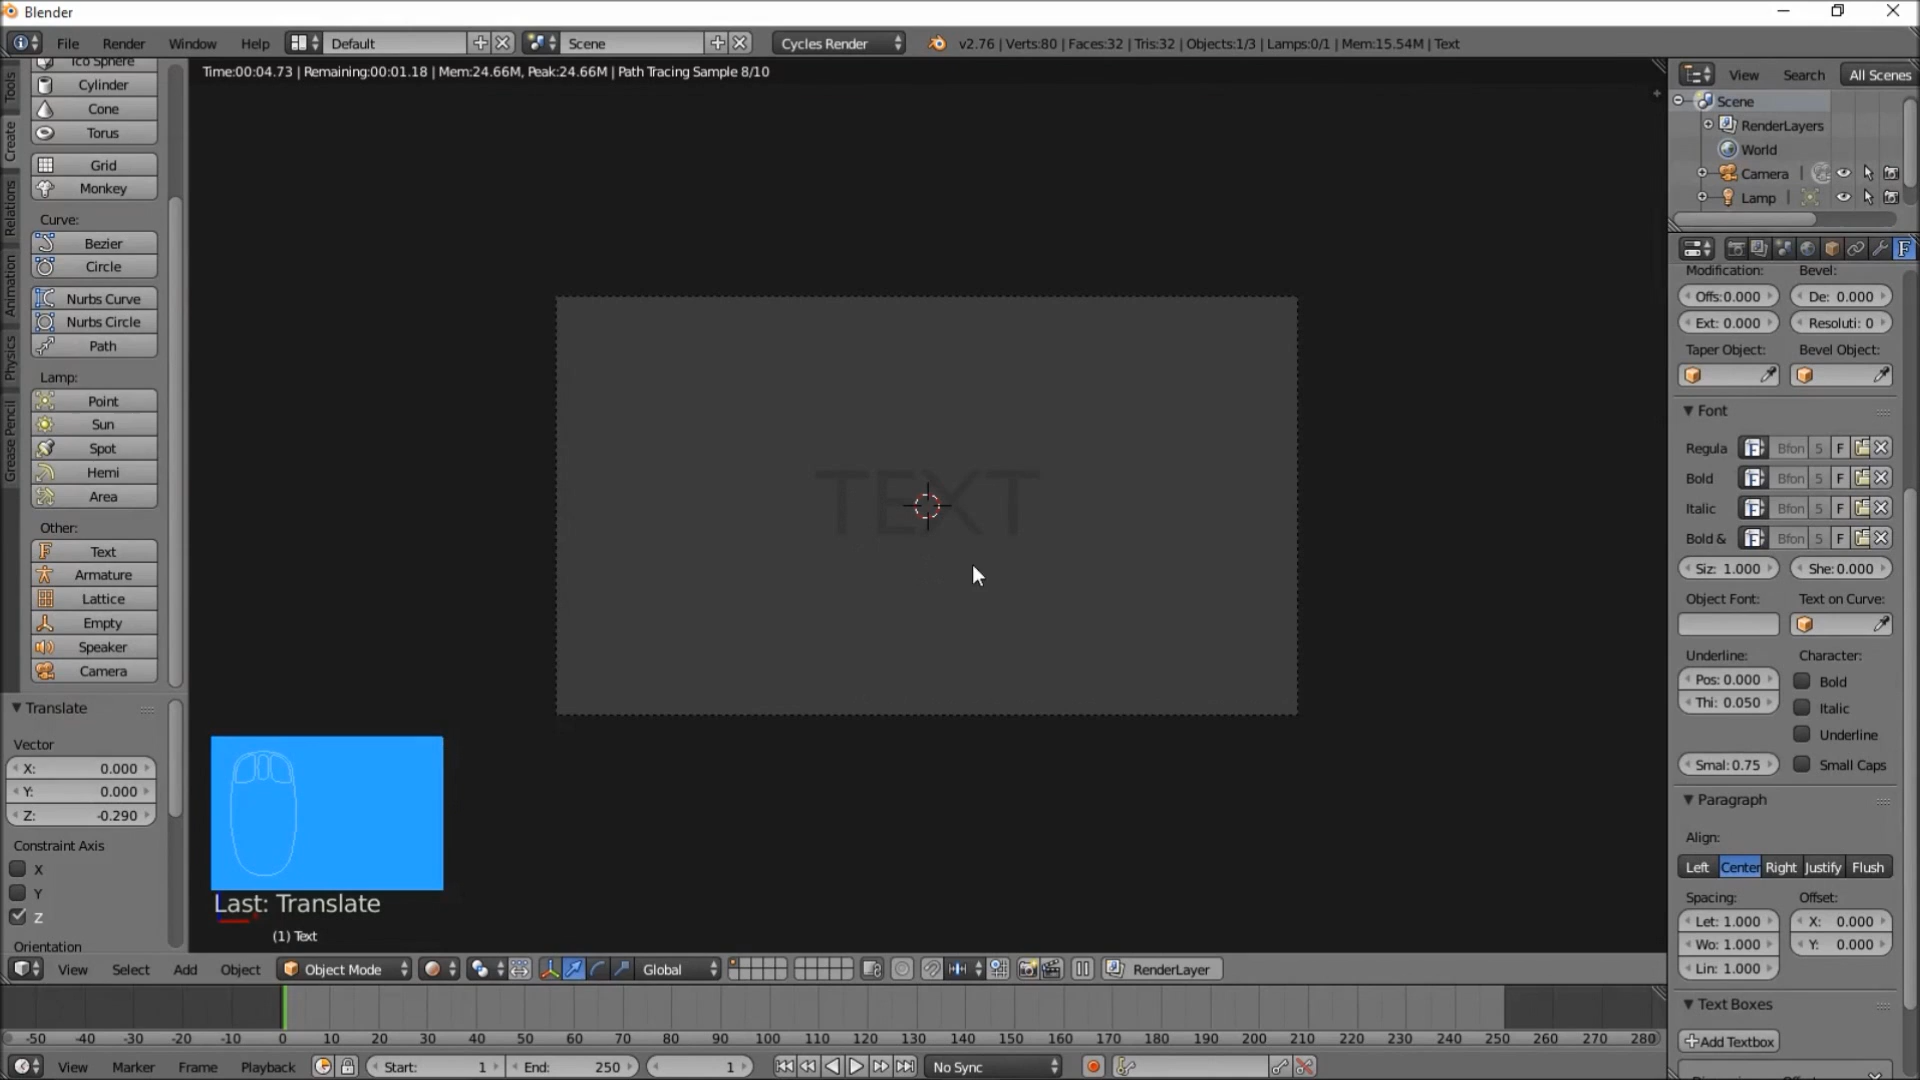 Blender
File Render Window Help Default Scene Cycles Render v2.76 | Verts:80 | Faces:32 | Tris:32 | Objects:1/3 | Lamps:0/1 | Mem:15.54M | Text
Time:00:04.73 | Remaining:00:01.18 | Mem:24.66M, Peak:24.66M | Path Tracing Sample 8/10
Tools
Create
Relations
Animation
Physics
Grease Pencil
Ico Sphere
Cylinder
Cone
Torus
Grid
Monkey
Curve:
Bezier
Circle
Nurbs Curve
Nurbs Circle
Path
Lamp:
Point
Sun
Spot
Hemi
Area
Other:
Text
Armature
Lattice
Empty
Speaker
Camera
Translate
Vector
X: 0.000
Y: 0.000
Z: -0.290
Constraint Axis
X
Y
Z
Orientation
TEXT
Last: Translate
(1) Text
View Search All Scenes
Scene
RenderLayers
World
Camera
Lamp
Modification: Bevel:
Offs:0.000 De: 0.000
Ext: 0.000 Resoluti: 0
Taper Object: Bevel Object:
Font
Regula Bfon 5 F
Bold Bfon 5 F
Italic Bfon 5 F
Bold & Bfon 5 F
Siz: 1.000 She:0.000
Object Font: Text on Curve:
Underline: Character:
Pos: 0.000 Bold
Thi: 0.050 Italic
Underline
Smal:0.75 Small Caps
Paragraph
Align:
Left Center Right Justify Flush
Spacing: Offset:
Let: 1.000 X: 0.000
Wo: 1.000 Y: 0.000
Lin: 1.000
Text Boxes
Add Textbox
View Select Add Object Object Mode Global RenderLayer
-50 -40 -30 -20 -10 0 10 20 30 40 50 60 70 80 90 100 110 120 130 140 150 160 170 180 190 200 210 220 230 240 250 260 270 280
View Marker Frame Playback Start: 1 End: 250 1 No Sync